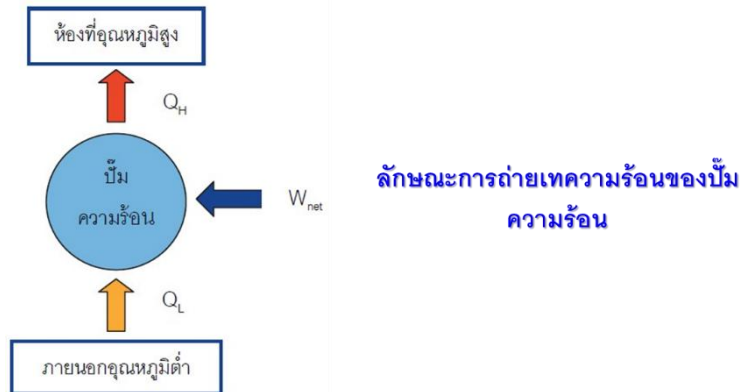 ห้องที่อุณหภูมิสูง
Q_H
ปั๊ม
ความร้อน
W_net
Q_L
ภายนอกอุณหภูมิต่ำ
ลักษณะการถ่ายเทความร้อนของปั๊ม
ความร้อน